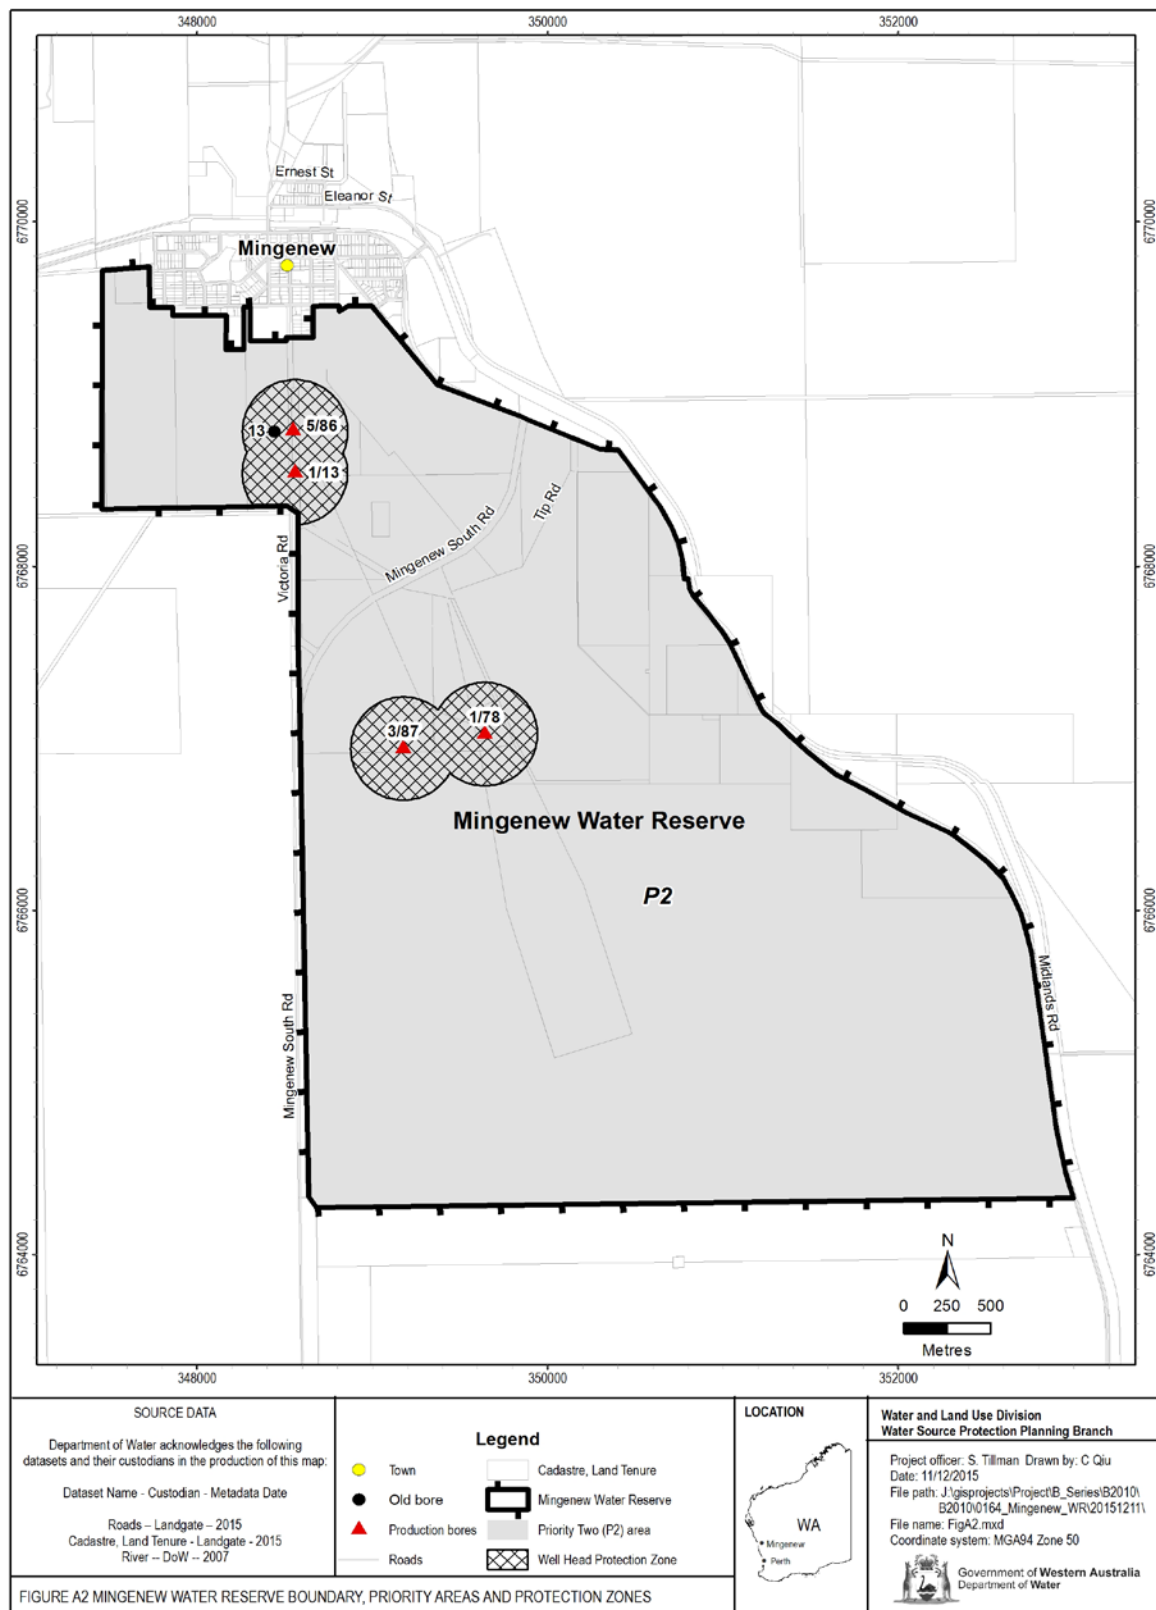 348000
350000
352000
6770000
6770000
Ernest St
Eleanor St
Mingenew
13
5/86
1/13
Mingenew South Rd
Tip Rd
Victoria Rd
6768000
6768000
3/87
1/78
Mingenew Water Reserve
P2
6766000
6766000
Mingenew South Rd
Midlands Rd
6764000
6764000
N
0 250 500
Metres
348000
350000
352000
SOURCE DATA
Department of Water acknowledges the following
datasets and their custodians in the production of this map:
Dataset Name - Custodian - Metadata Date
Roads – Landgate – 2015
Cadastre, Land Tenure - Landgate - 2015
River -- DoW -- 2007
Legend
Town
Old bore
Production bores
Roads
Cadastre, Land Tenure
Mingenew Water Reserve
Priority Two (P2) area
Well Head Protection Zone
LOCATION
WA
Mingenew
Perth
Water and Land Use Division
Water Source Protection Planning Branch
Project officer: S. Tillman Drawn by: C Qiu
Date: 11/12/2015
File path: J:\gisprojects\Project\B_Series\B2010\
B2010\0164_Mingenew_WR\20151211\
File name: FigA2.mxd
Coordinate system: MGA94 Zone 50
Government of Western Australia
Department of Water
FIGURE A2 MINGENEW WATER RESERVE BOUNDARY, PRIORITY AREAS AND PROTECTION ZONES